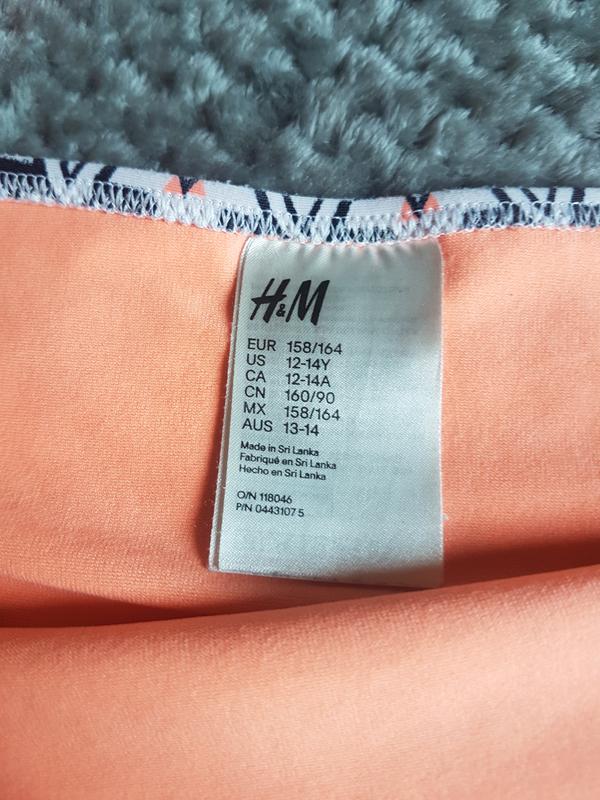 H&M
EUR 158/164
US 12-14Y
CA 12-14A
CN 160/90
MX 158/164
AUS 13-14
Made in Sri Lanka
Fabriqué en Sri Lanka
Hecho en Sri Lanka
O/N 118046
P/N 0443107 5